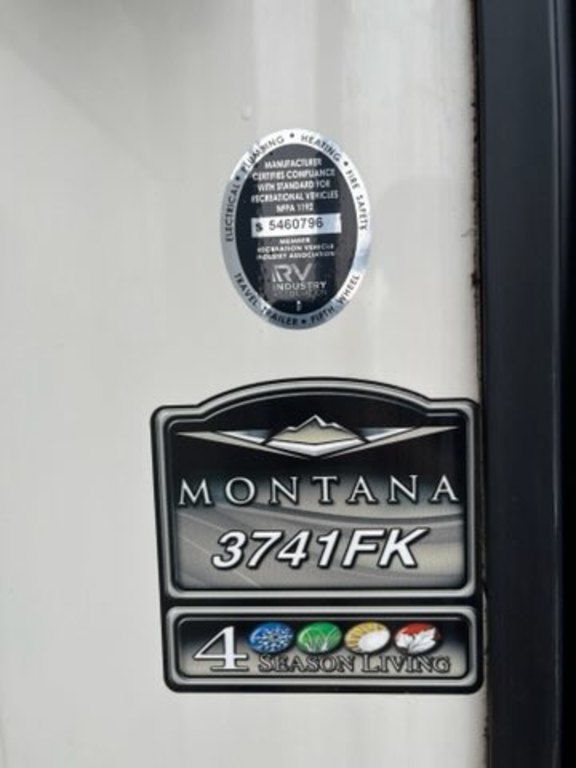 ELECTRICAL • PLUMBING • HEATING • FIRE SAFETY
MANUFACTURER
CERTIFIES COMPLIANCE
WITH STANDARD FOR
RECREATIONAL VEHICLES
NFPA 1192
S 5460796
MEMBER
RECREATION VEHICLE
INDUSTRY ASSOCIATION
RV
INDUSTRY
ASSOCIATION
TRAVEL TRAILER • FIFTH WHEEL
MONTANA
3741FK
4 SEASON LIVING